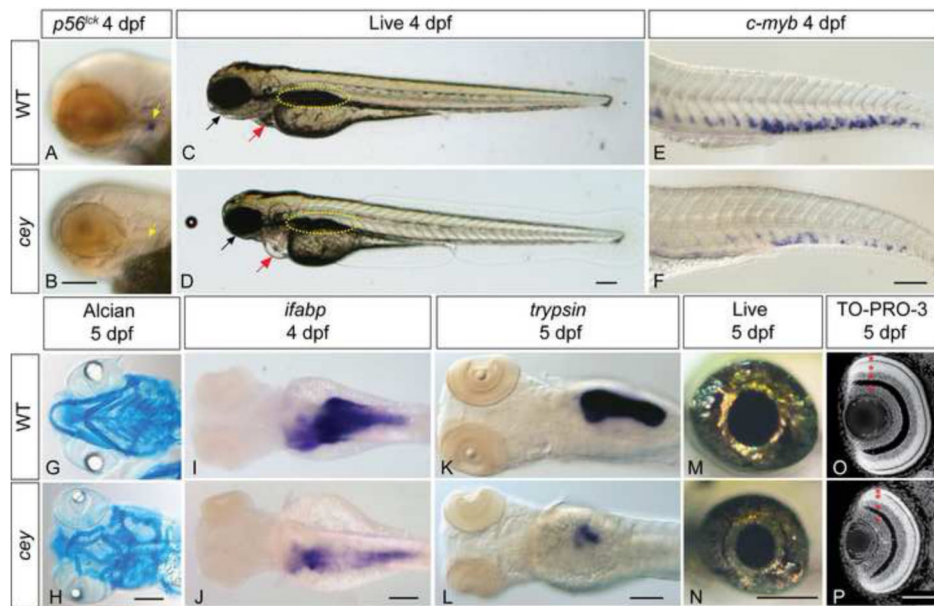 p56lck 4 dpf
Live 4 dpf
c-myb 4 dpf
WT
A
C
E
cey
B
D
F
Alcian
5 dpf
ifabp
4 dpf
trypsin
5 dpf
Live
5 dpf
TO-PRO-3
5 dpf
WT
G
I
K
M
O
cey
H
J
L
N
P